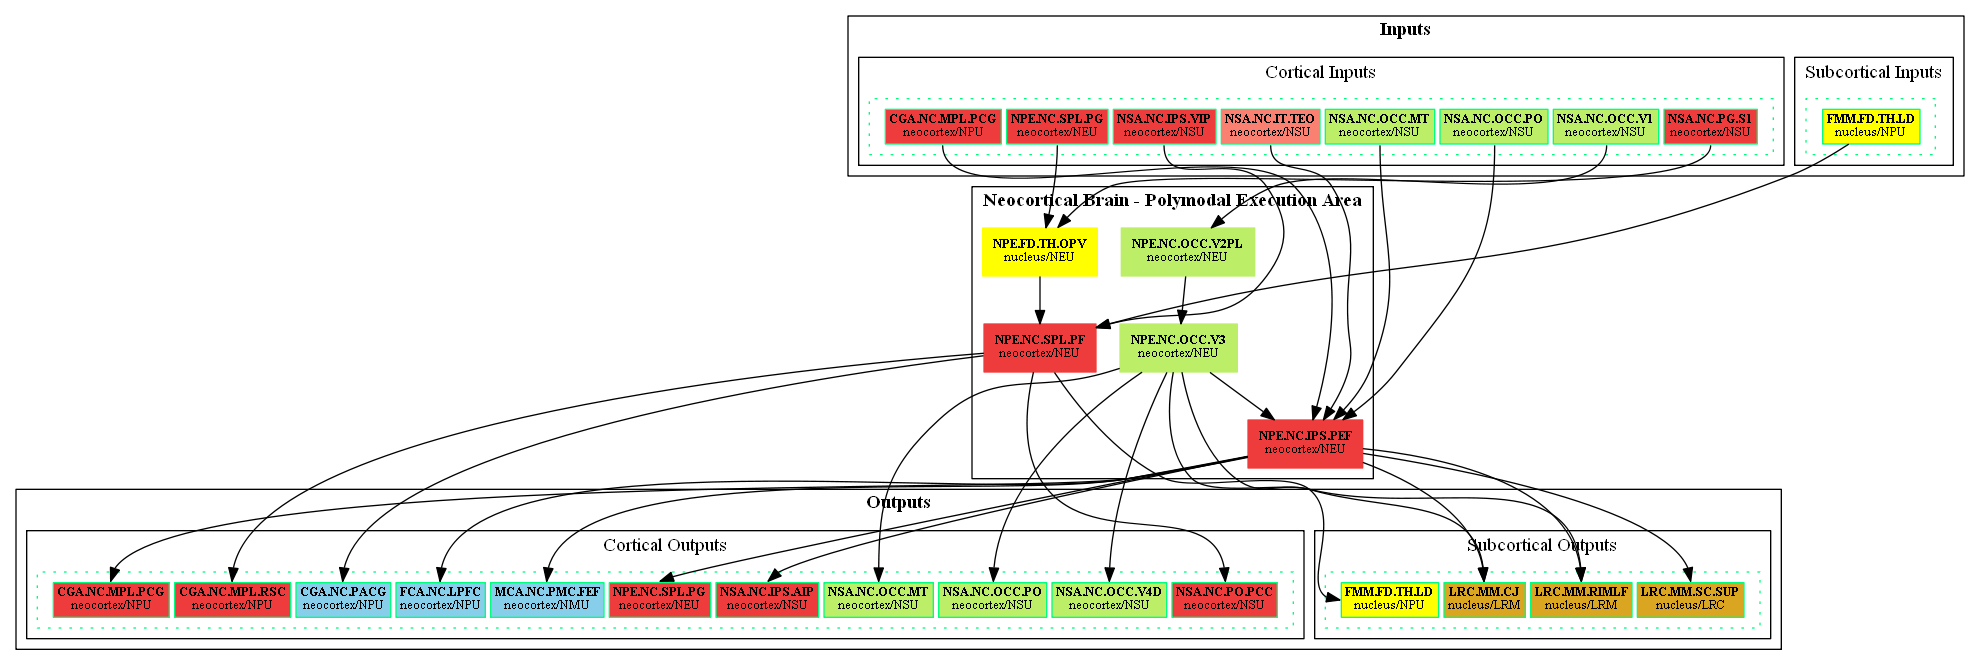 Inputs
Cortical Inputs
Subcortical Inputs
CGA.NC.MPL.PCG
neocortex/NPU
NPE.NC.SPL.PG
neocortex/NEU
NSA.NC.IPS.VIP
neocortex/NSU
NSA.NC.IT.TEO
neocortex/NSU
NSA.NC.OCC.MT
neocortex/NSU
NSA.NC.OCC.PO
neocortex/NSU
NSA.NC.OCC.V1
neocortex/NSU
NSA.NC.PG.S1
neocortex/NSU
FMM.FD.TH.LD
nucleus/NPU
Neocortical Brain - Polymodal Execution Area
NPE.FD.TH.OPV
nucleus/NEU
NPE.NC.OCC.V2PL
neocortex/NEU
NPE.NC.SPL.PF
neocortex/NEU
NPE.NC.OCC.V3
neocortex/NEU
NPE.NC.IPS.PEF
neocortex/NEU
Outputs
Cortical Outputs
Subcortical Outputs
CGA.NC.MPL.PCG
neocortex/NPU
CGA.NC.MPL.RSC
neocortex/NPU
CGA.NC.PACG
neocortex/NPU
FCA.NC.LPFC
neocortex/NPU
MCA.NC.PMC.FEF
neocortex/NMU
NPE.NC.SPL.PG
neocortex/NEU
NSA.NC.IPS.AIP
neocortex/NSU
NSA.NC.OCC.MT
neocortex/NSU
NSA.NC.OCC.PO
neocortex/NSU
NSA.NC.OCC.V4D
neocortex/NSU
NSA.NC.PO.PCC
neocortex/NSU
FMM.FD.TH.LD
nucleus/NPU
LRC.MM.CJ
nucleus/LRM
LRC.MM.RIMLF
nucleus/LRM
LRC.MM.SC.SUP
nucleus/LRC